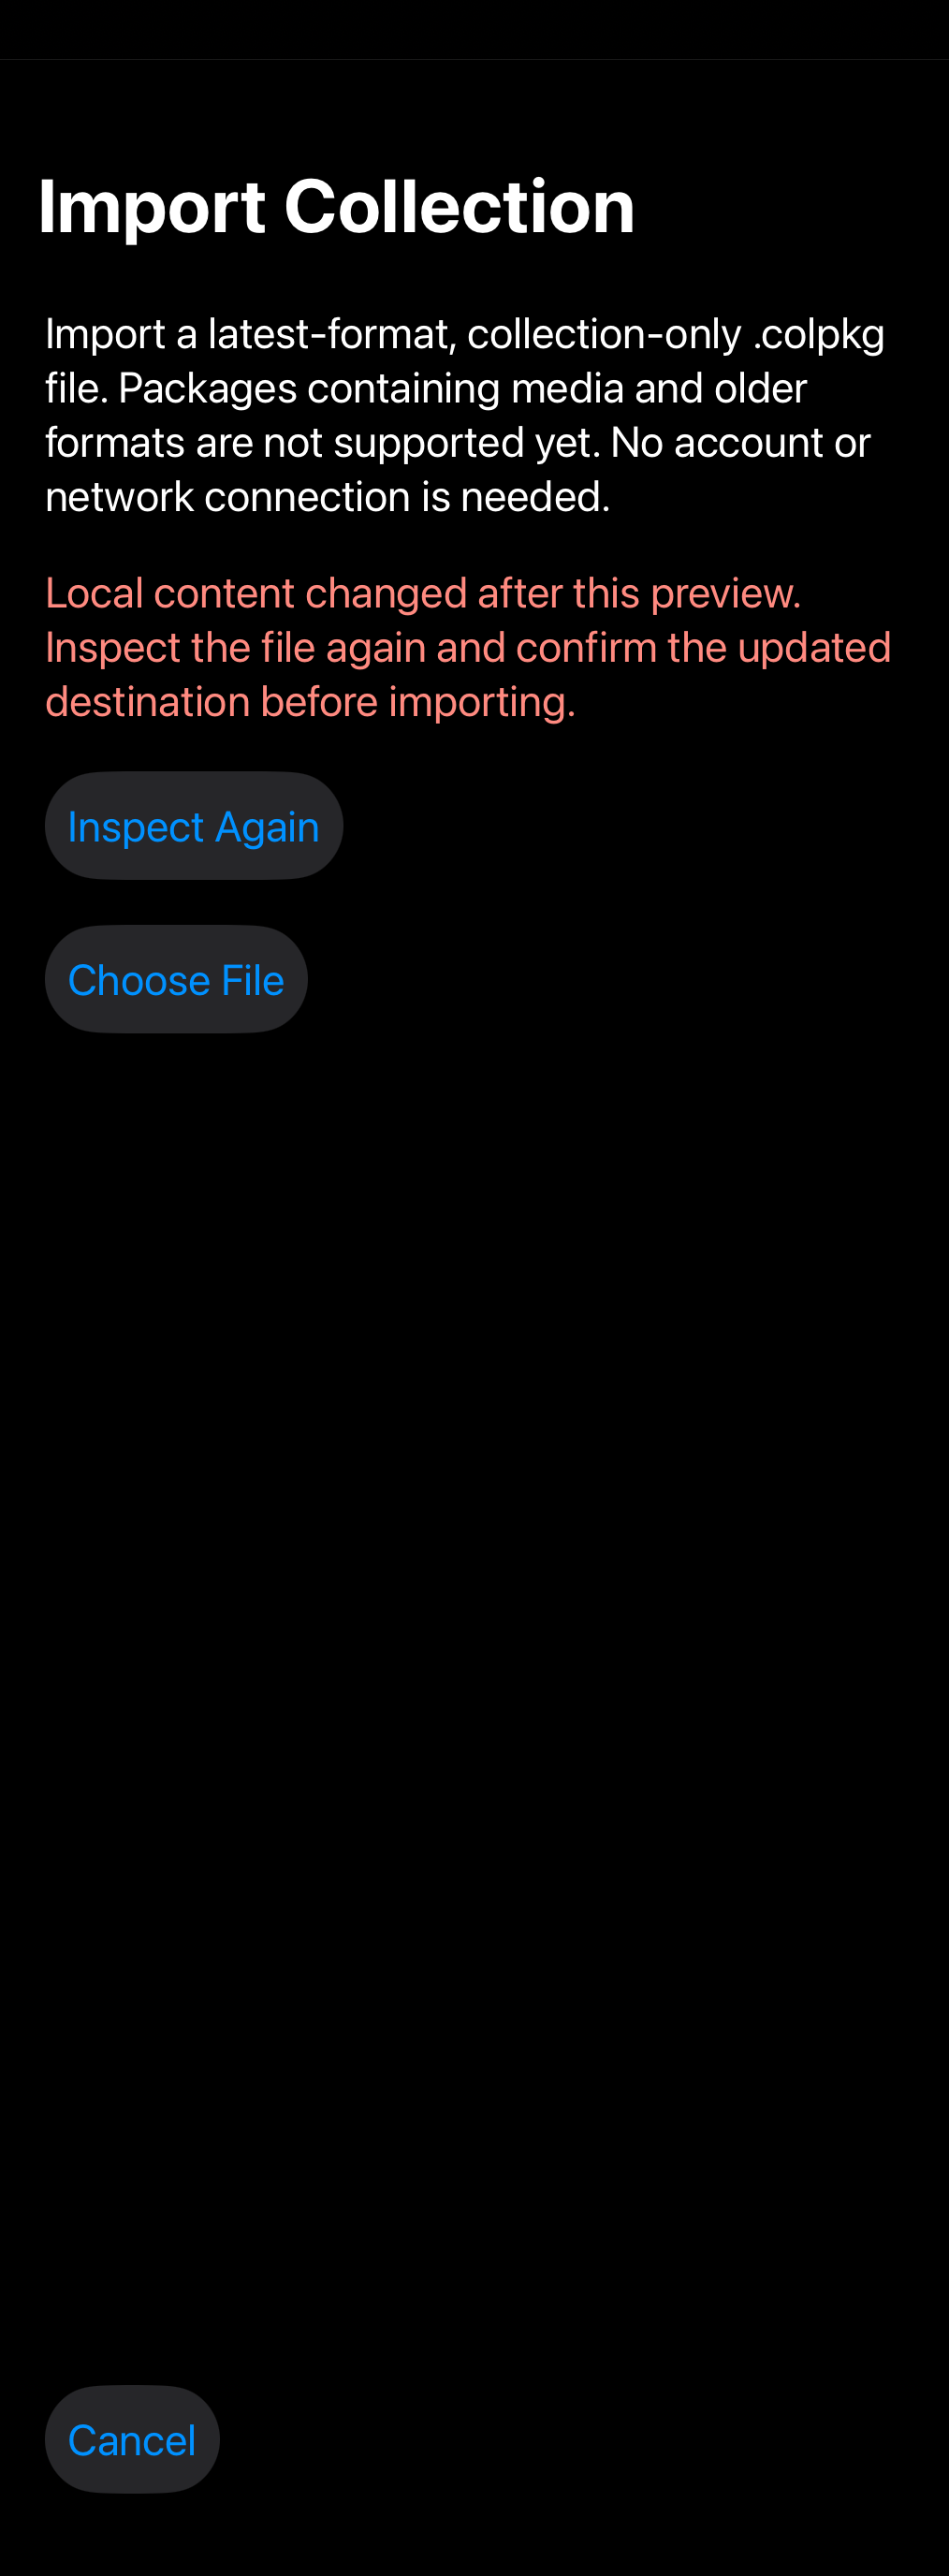 Import Collection
Import a latest-format, collection-only .colpkg
file. Packages containing media and older
formats are not supported yet. No account or
network connection is needed.
Local content changed after this preview.
Inspect the file again and confirm the updated
destination before importing.
Inspect Again
Choose File
Cancel